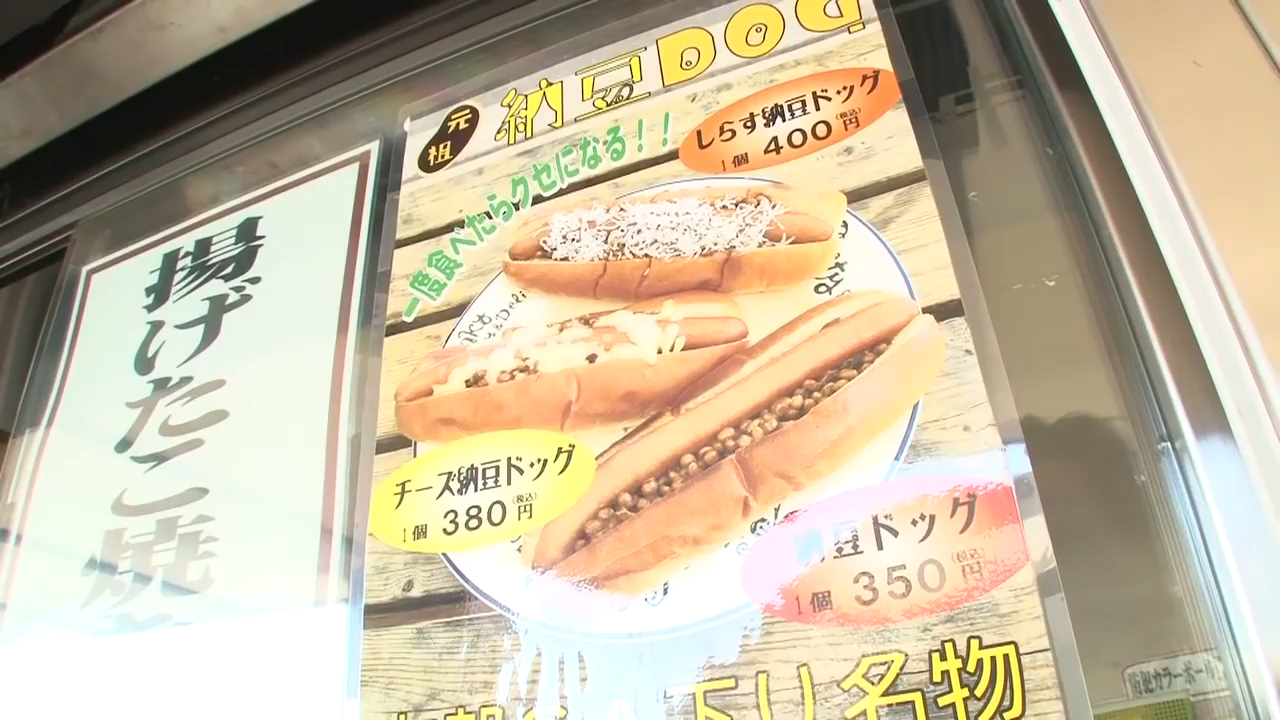 元祖
納豆DOG
一度食べたらクセになる!!
しらす納豆ドッグ
1個 400円(税込)
チーズ納豆ドッグ
1個 380円(税込)
豆ドッグ
1個 350円(税込)
下り名物
揚げたこ焼